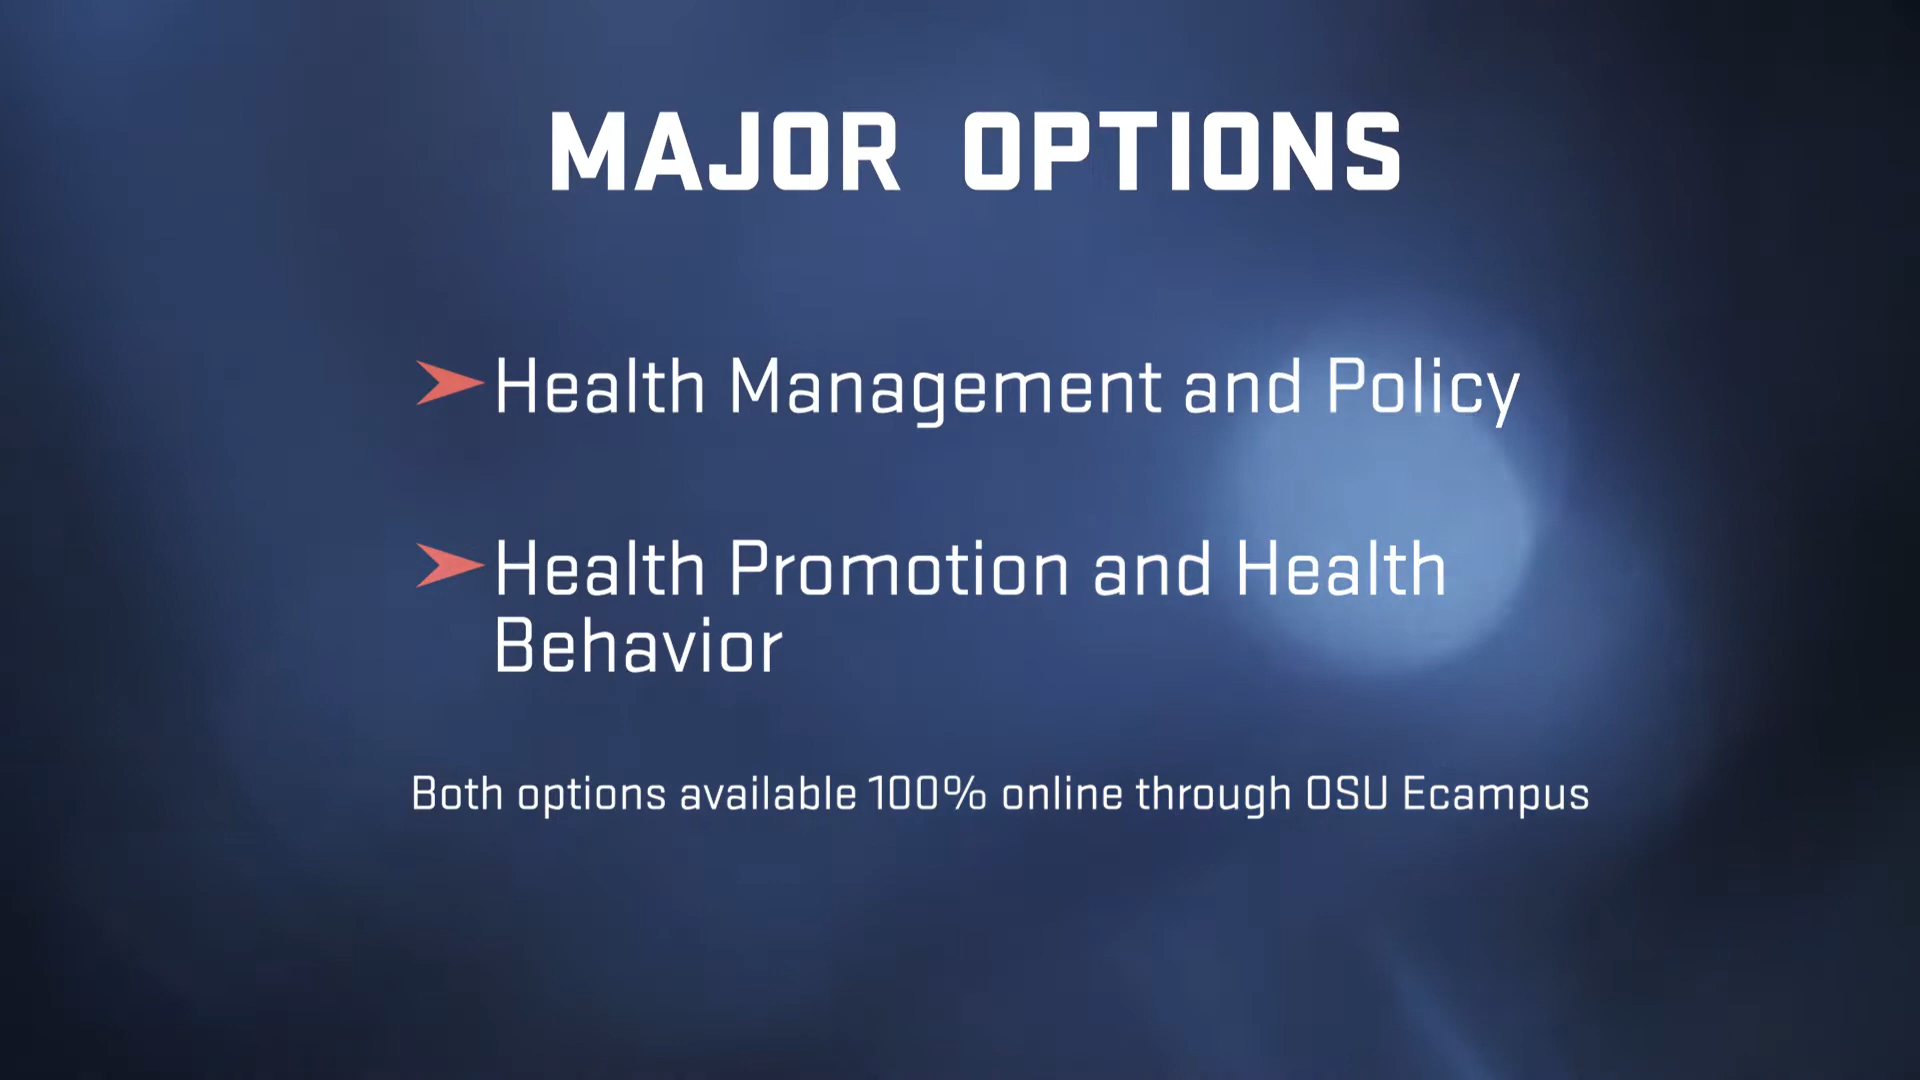 MAJOR OPTIONS
Health Management and Policy
Health Promotion and Health
Behavior
Both options available 100% online through OSU Ecampus